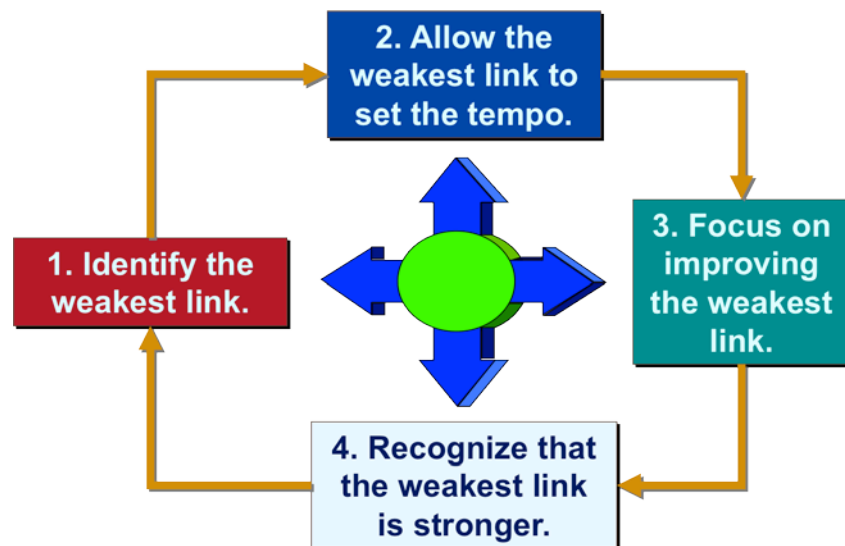 2. Allow the
weakest link to
set the tempo.
1. Identify the
weakest link.
3. Focus on
improving
the weakest
link.
4. Recognize that
the weakest link
is stronger.